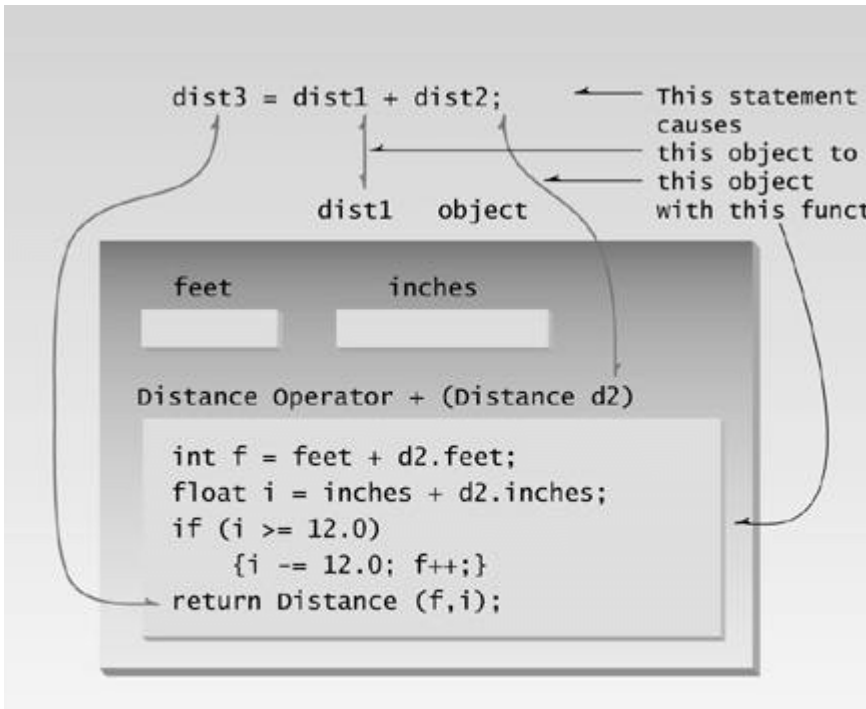 dist3 = dist1 + dist2;
This statement
causes
this object to
this object
with this funct
dist1 object
feet inches
Distance Operator + (Distance d2)
int f = feet + d2.feet;
float i = inches + d2.inches;
if (i >= 12.0)
{i -= 12.0; f++;}
return Distance (f,i);